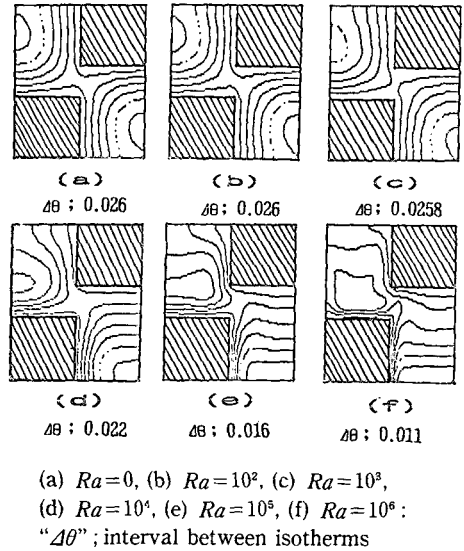 (a) (b) (c)
Δθ ; 0.026 Δθ ; 0.026 Δθ ; 0.0258
(d) (e) (f)
Δθ ; 0.022 Δθ ; 0.016 Δθ ; 0.011
(a) Ra=0, (b) Ra=10², (c) Ra=10³,
(d) Ra=10⁴, (e) Ra=10⁵, (f) Ra=10⁶ :
“Δθ” ; interval between isotherms